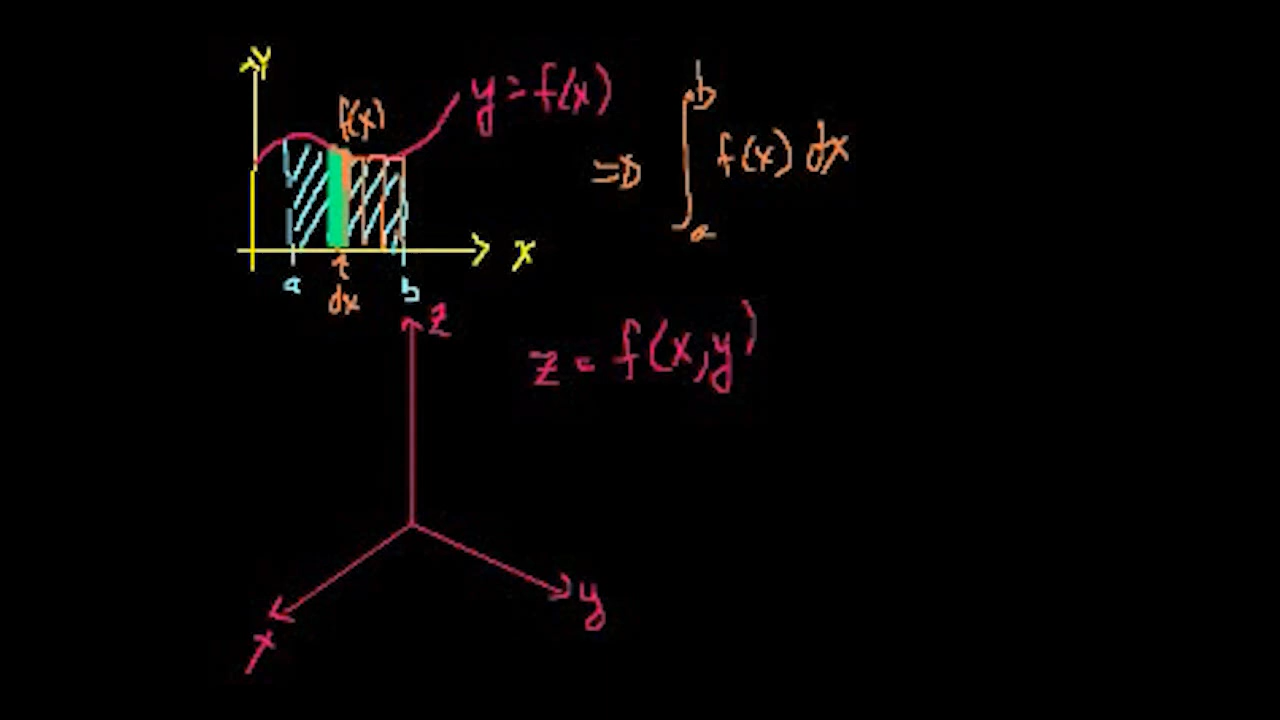 y
y = f(x)
f(x)
b
⇒ ∫ f(x) dx
a
x
a
b
dx
z
z = f(x,y)
y
x